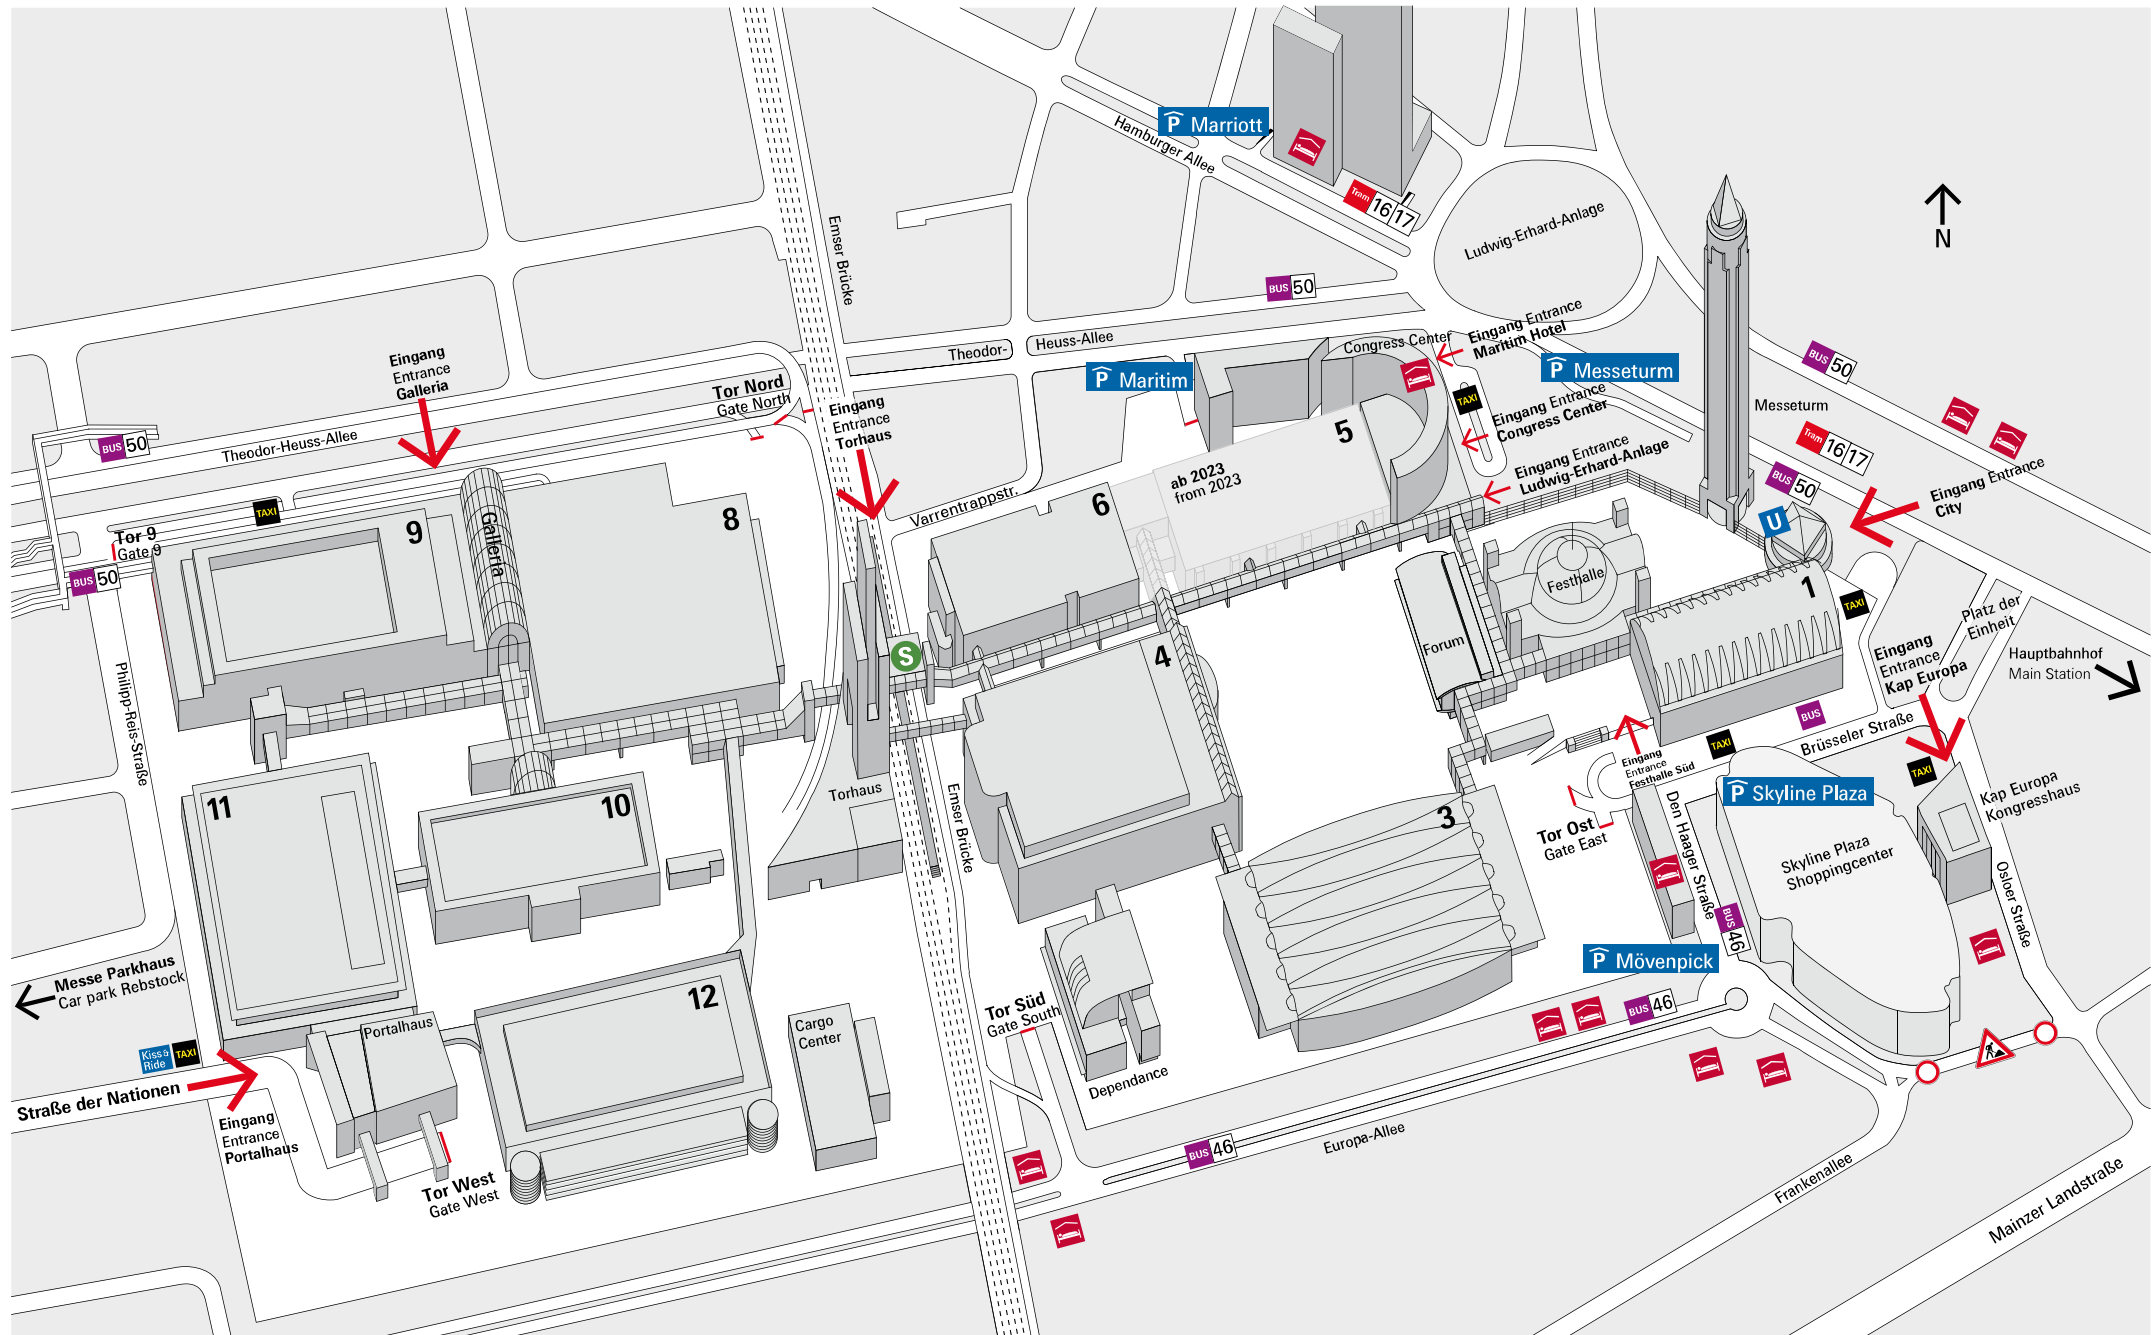 P Marriott
Hamburger Allee
Tram 16 17
Ludwig-Erhard-Anlage
N
Emser Brücke
BUS 50
Eingang Entrance
Maritim Hotel
Congress Center
Theodor-
Heuss-Allee
P Maritim
P Messeturm
BUS 50
Eingang
Entrance
Galleria
Tor Nord
Gate North
Eingang
Entrance
Torhaus
TAXI
Eingang Entrance
Congress Center
Messeturm
Tram 16 17
BUS 50
Theodor-Heuss-Allee
5
ab 2023
from 2023
Eingang Entrance
Ludwig-Erhard-Anlage
BUS 50
Eingang Entrance
City
U
TAXI
Tor 9
Gate 9
BUS 50
9
Galleria
8
Varrentrappstr.
6
Festhalle
1
TAXI
Platz der
Einheit
Hauptbahnhof
Main Station
Eingang
Entrance
Kap Europa
S
4
Forum
Philipp-Reis-Straße
BUS
Brüsseler Straße
TAXI
TAXI
Eingang
Entrance
Festhalle Süd
11
10
Torhaus
Emser Brücke
3
Tor Ost
Gate East
Den Haager Straße
P Skyline Plaza
Skyline Plaza
Shoppingcenter
Kap Europa
Kongresshaus
Osloer Straße
BUS 46
P Mövenpick
Messe Parkhaus
Car park Rebstock
12
Portalhaus
Cargo
Center
Tor Süd
Gate South
BUS 46
Kiss &
Ride
TAXI
Straße der Nationen
Eingang
Entrance
Portalhaus
Tor West
Gate West
Dependance
BUS 46
Europa-Allee
Frankenallee
Mainzer Landstraße